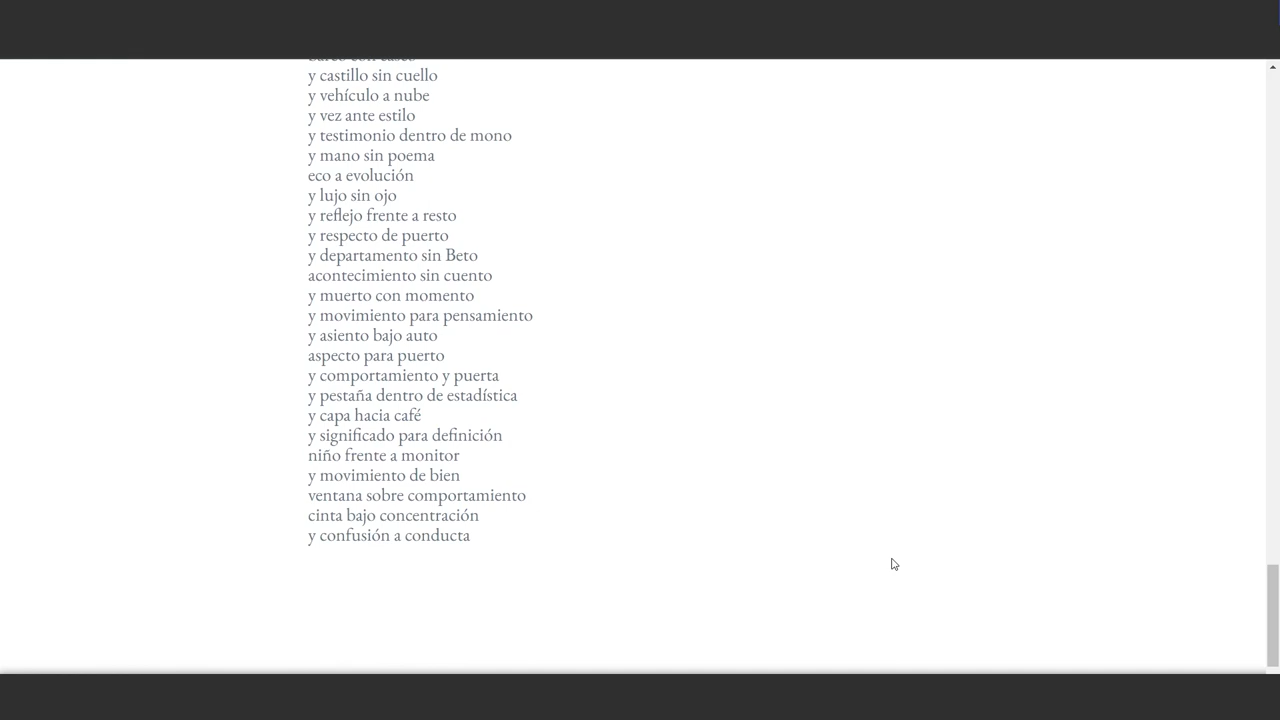 y castillo sin cuello
y vehículo a nube
y vez ante estilo
y testimonio dentro de mono
y mano sin poema
eco a evolución
y lujo sin ojo
y reflejo frente a resto
y respecto de puerto
y departamento sin Beto
acontecimiento sin cuento
y muerto con momento
y movimiento para pensamiento
y asiento bajo auto
aspecto para puerto
y comportamiento y puerta
y pestaña dentro de estadística
y capa hacia café
y significado para definición
niño frente a monitor
y movimiento de bien
ventana sobre comportamiento
cinta bajo concentración
y confusión a conducta